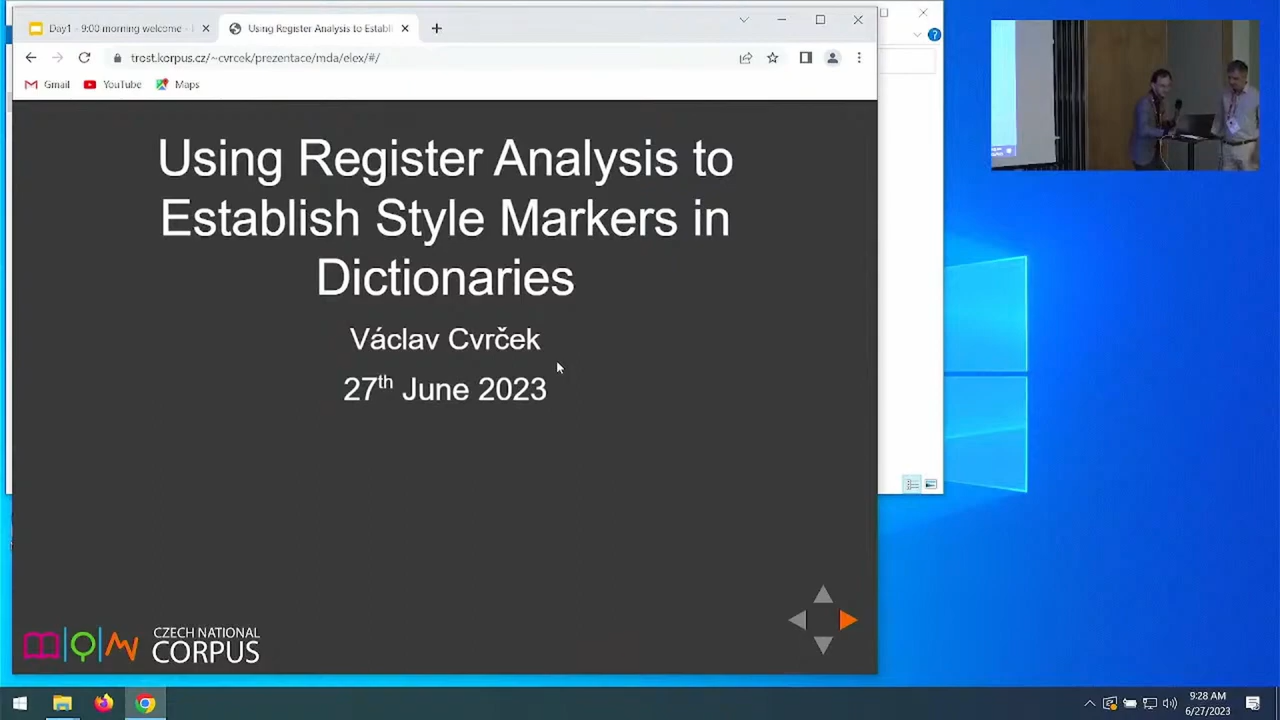 Day1 - 9:00 morning welcome -
Using Register Analysis to Establ
trost.korpus.cz/~cvrcek/prezentace/mda/elex/#/
Gmail
YouTube
Maps
Using Register Analysis to
Establish Style Markers in
Dictionaries
Václav Cvrček
27th June 2023
CZECH NATIONAL
CORPUS
9:28 AM
6/27/2023